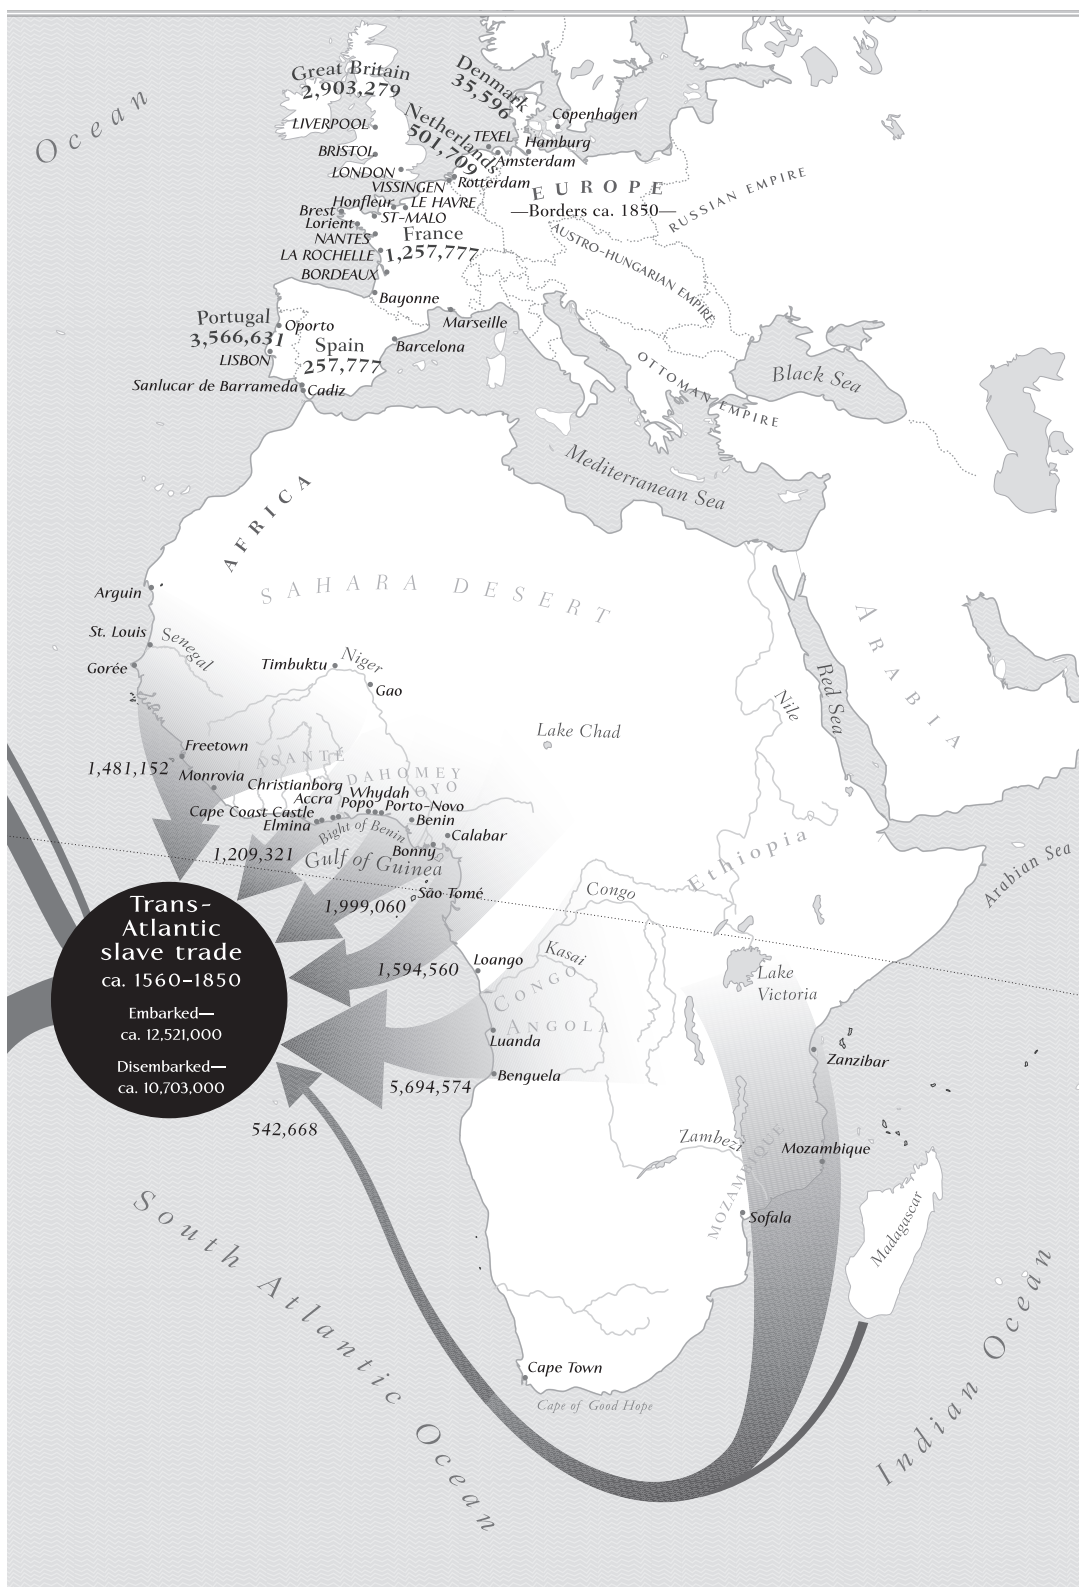 Ocean
Great Britain
2,903,279
LIVERPOOL
BRISTOL
LONDON
Denmark
35,596
Copenhagen
Netherlands
501,709
TEXEL
Hamburg
Amsterdam
Rotterdam
VISSINGEN
EUROPE
—Borders ca. 1850—
RUSSIAN EMPIRE
AUSTRO-HUNGARIAN EMPIRE
OTTOMAN EMPIRE
Honfleur
LE HAVRE
Brest
ST-MALO
Lorient
NANTES
France
1,257,777
LA ROCHELLE
BORDEAUX
Bayonne
Marseille
Portugal
3,566,631
Oporto
LISBON
Spain
257,777
Barcelona
Sanlucar de Barrameda
Cadiz
Black Sea
Mediterranean Sea
AFRICA
SAHARA DESERT
ARABIA
Red Sea
Nile
Arguin
St. Louis
Senegal
Gorée
Timbuktu
Niger
Gao
Lake Chad
Freetown
1,481,152
Monrovia
ASANTE
DAHOMEY
OYO
Christianborg
Accra
Whydah
Popo
Porto-Novo
Cape Coast Castle
Elmina
Benin
Bight of Benin
Calabar
Bonny
1,209,321
Gulf of Guinea
São Tomé
1,999,060
Ethiopia
Arabian Sea
Congo
Kasai
1,594,560
Loango
CONGO
ANGOLA
Lake
Victoria
Trans-
Atlantic
slave trade
ca. 1560–1850
Embarked—
ca. 12,521,000
Disembarked—
ca. 10,703,000
Luanda
Benguela
5,694,574
542,668
Zanzibar
Zambezi
Mozambique
MOZAMBIQUE
Sofala
Madagascar
South Atlantic Ocean
Cape Town
Cape of Good Hope
Indian Ocean